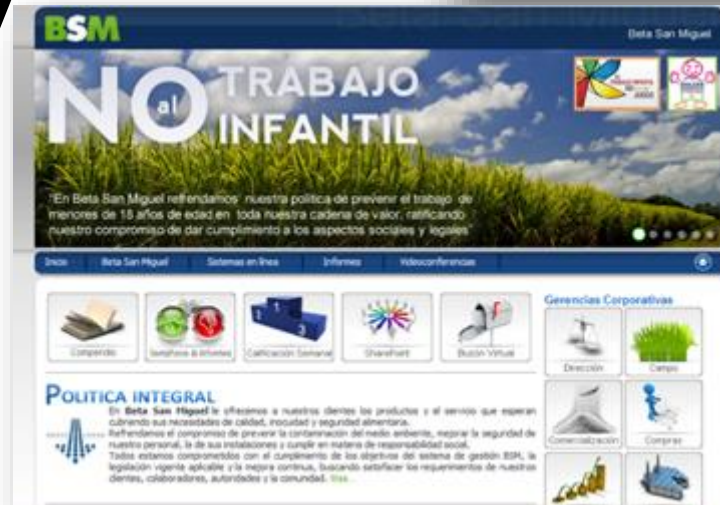 BSM
Beta San Miguel
NO al TRABAJO
INFANTIL
"En Beta San Miguel refrendamos nuestra política de prevenir el trabajo de
menores de 18 años de edad en toda nuestra cadena de valor, ratificando
nuestro compromiso de dar cumplimiento a los aspectos sociales y legales"
Inicio Beta San Miguel Sistemas en línea Informes Videoconferencias
Gerencias Corporativas
Compendio
Semáforos & Informes
Calificación Semanal
SharePoint
Buzón Virtual
Dirección
Campo
Comercialización
Compras
POLITICA INTEGRAL
En Beta San Miguel le ofrecemos a nuestros clientes los productos y el servicio que esperan
cubriendo sus necesidades de calidad, inocuidad y seguridad alimentaria.
Refrendamos el compromiso de prevenir la contaminación del medio ambiente, mejorar la seguridad de
nuestro personal, la de sus instalaciones y cumplir en materia de responsabilidad social.
Todos estamos comprometidos con el cumplimiento de los objetivos del sistema de gestión BSM, la
legislación vigente aplicable y la mejora continua, buscando satisfacer los requerimientos de nuestros
clientes, colaboradores, autoridades y la comunidad.